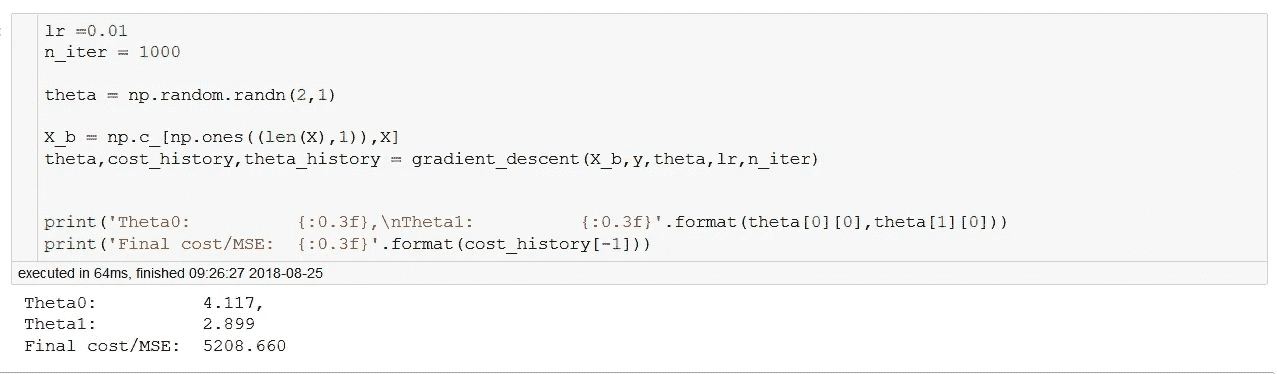 lr =0.01
n_iter = 1000
theta = np.random.randn(2,1)
X_b = np.c_[np.ones((len(X),1)),X]
theta,cost_history,theta_history = gradient_descent(X_b,y,theta,lr,n_iter)
print('Theta0:          {:0.3f},\nTheta1:          {:0.3f}'.format(theta[0][0],theta[1][0]))
print('Final cost/MSE:  {:0.3f}'.format(cost_history[-1]))
executed in 64ms, finished 09:26:27 2018-08-25
Theta0:          4.117,
Theta1:          2.899
Final cost/MSE:  5208.660